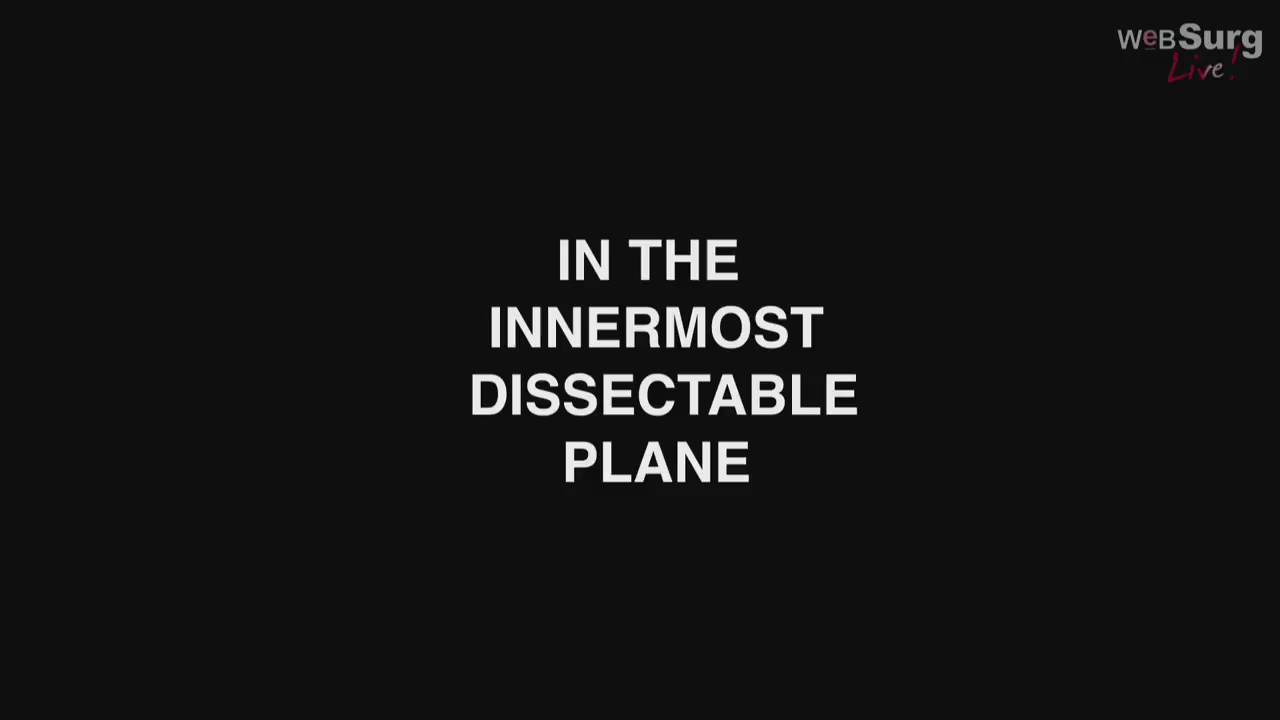 WeBSurg
Live!
IN THE
INNERMOST
DISSECTABLE
PLANE